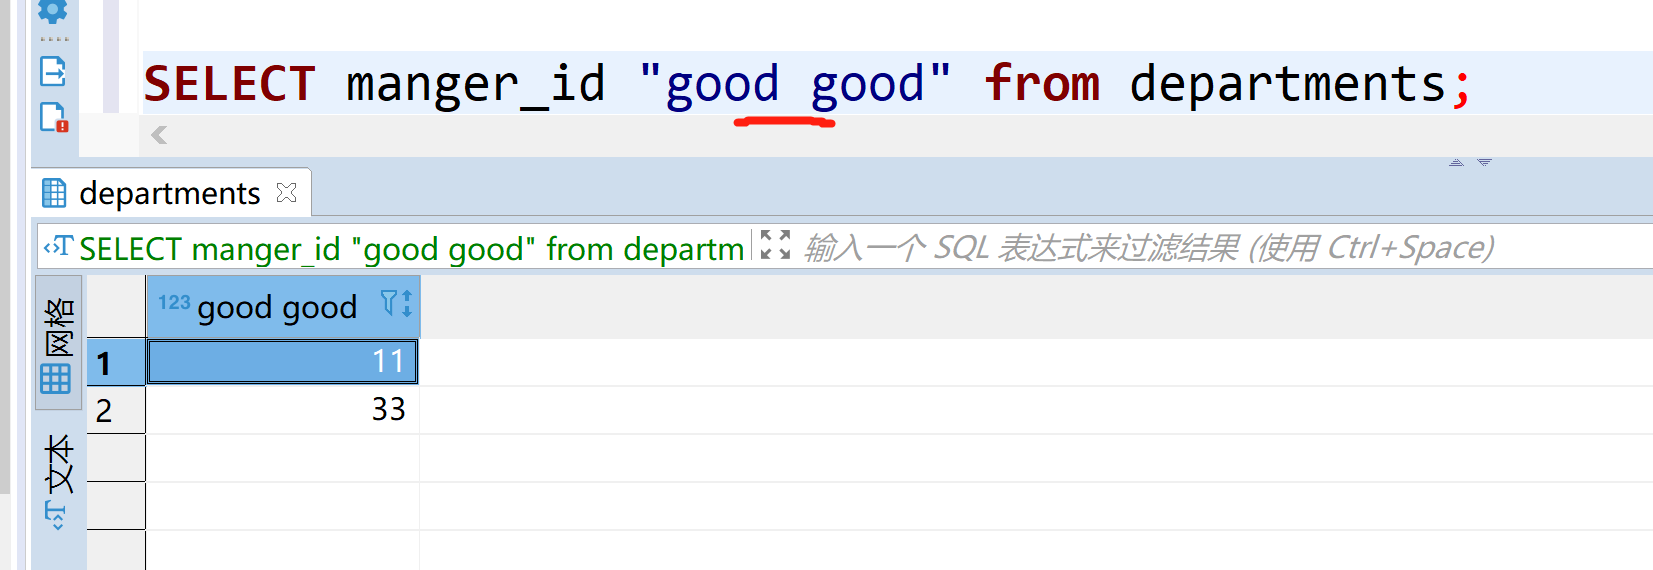 SELECT manger_id "good good" from departments;
departments
SELECT manger_id "good good" from departm
输入一个 SQL 表达式来过滤结果 (使用 Ctrl+Space)
网格
123 good good
1 11
2 33
文本